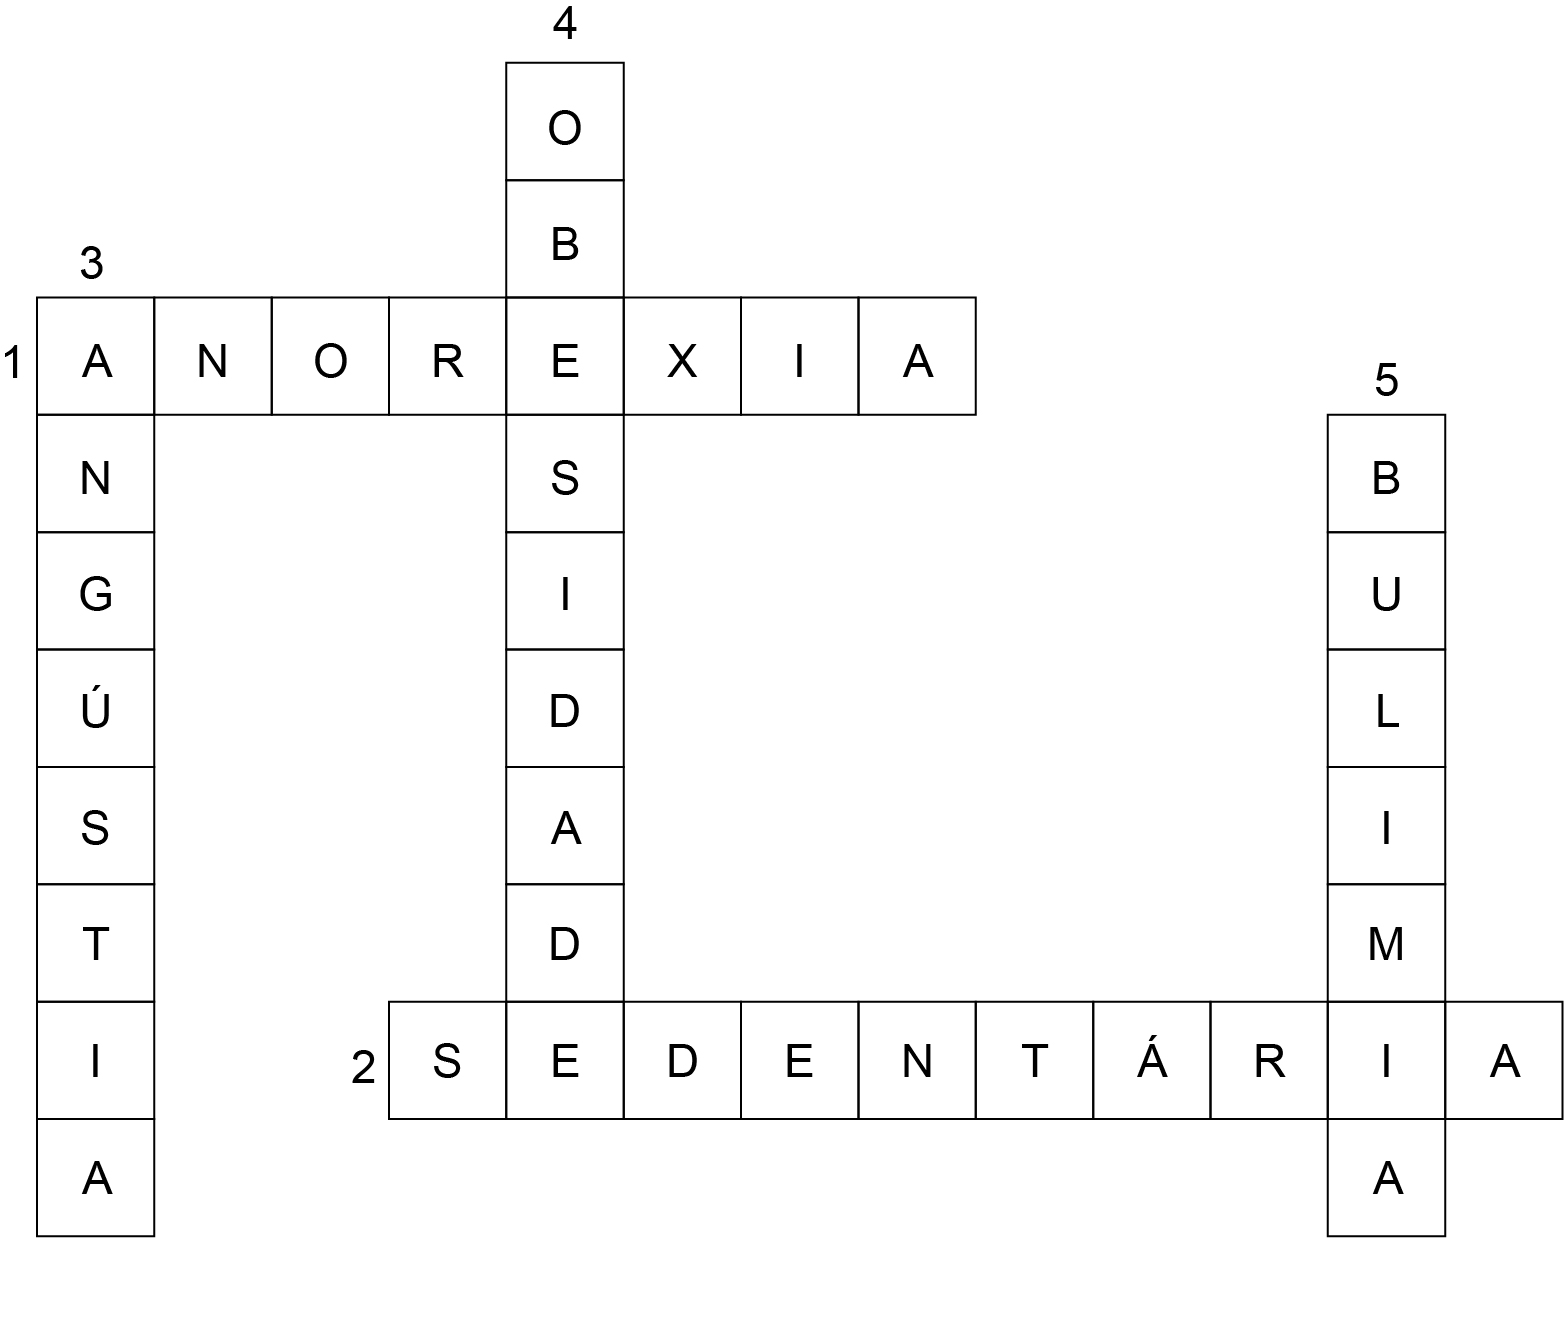 4
O
B
3
1 A N O R E X I A
5
N S B
G I U
Ú D L
S A I
T D M
I 2 S E D E N T Á R I A
A A